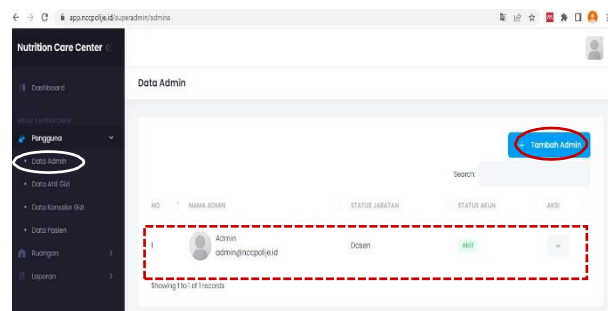 app.nccpolije.id/superadmin/admins
Nutrition Care Center
Dashboard
Data Admin
MENU SUPERADMIN
Pengguna
Data Admin
Data Ahli Gizi
Data Konselor Gizi
Data Pasien
Ruangan
Laporan
+ Tambah Admin
Search:
NO NAMA ADMIN STATUS JABATAN STATUS AKUN AKSI
1 Admin Dosen Aktif
admin@nccpolije.id
Showing 1 to 1 of 1 records